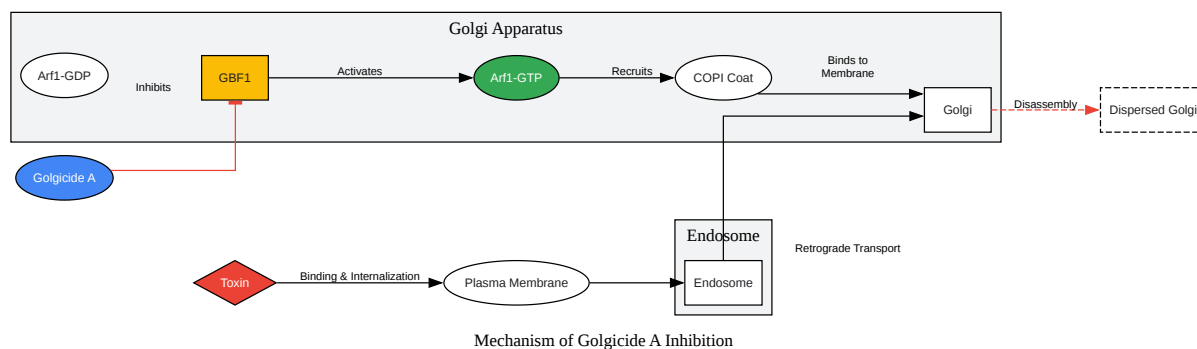 Golgi Apparatus
Arf1-GDP
Inhibits
GBF1
Activates
Arf1-GTP
Recruits
COPI Coat
Binds to
Membrane
Golgi
Disassembly
Dispersed Golgi
Golgicide A
Endosome
Retrograde Transport
Toxin
Binding & Internalization
Plasma Membrane
Endosome
Mechanism of Golgicide A Inhibition